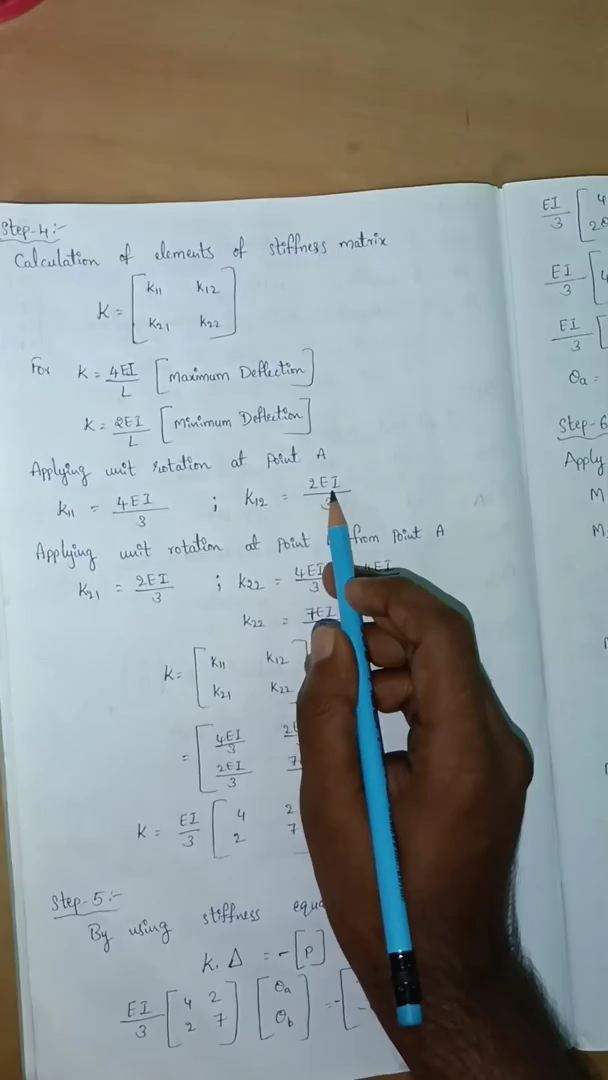 Step-4:-
Calculation of elements of stiffness matrix
K = [ K11 K12
K21 K22 ]
For K = 4EI/L [Maximum Deflection]
K = 2EI/L [Minimum Deflection]
Applying unit rotation at point A
K11 = 4EI/3 ; K12 = 2EI/3
Applying unit rotation at point from point A
K21 = 2EI/3 ; K22 = 4EI/3 4EI
K22 = 7EI
K = [ K11 K12
K21 K22
= [ 4EI/3
2EI/3
K = EI/3 [ 4 2
2 7
Step-5:-
By using stiffness
K. Δ = -[P]
EI/3 [ 4 2
2 7 ] [ θa
θb ] = -[
EI/3 [ 4
EI/3 [
EI/3 [
θa =
Step-6
Apply
M
M